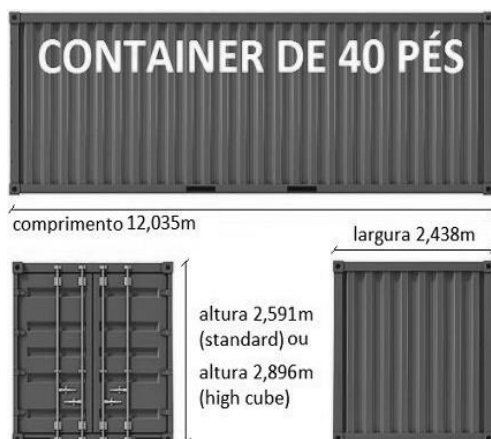 CONTAINER DE 40 PÉS
comprimento 12,035m
largura 2,438m
altura 2,591m
(standard) ou
altura 2,896m
(high cube)